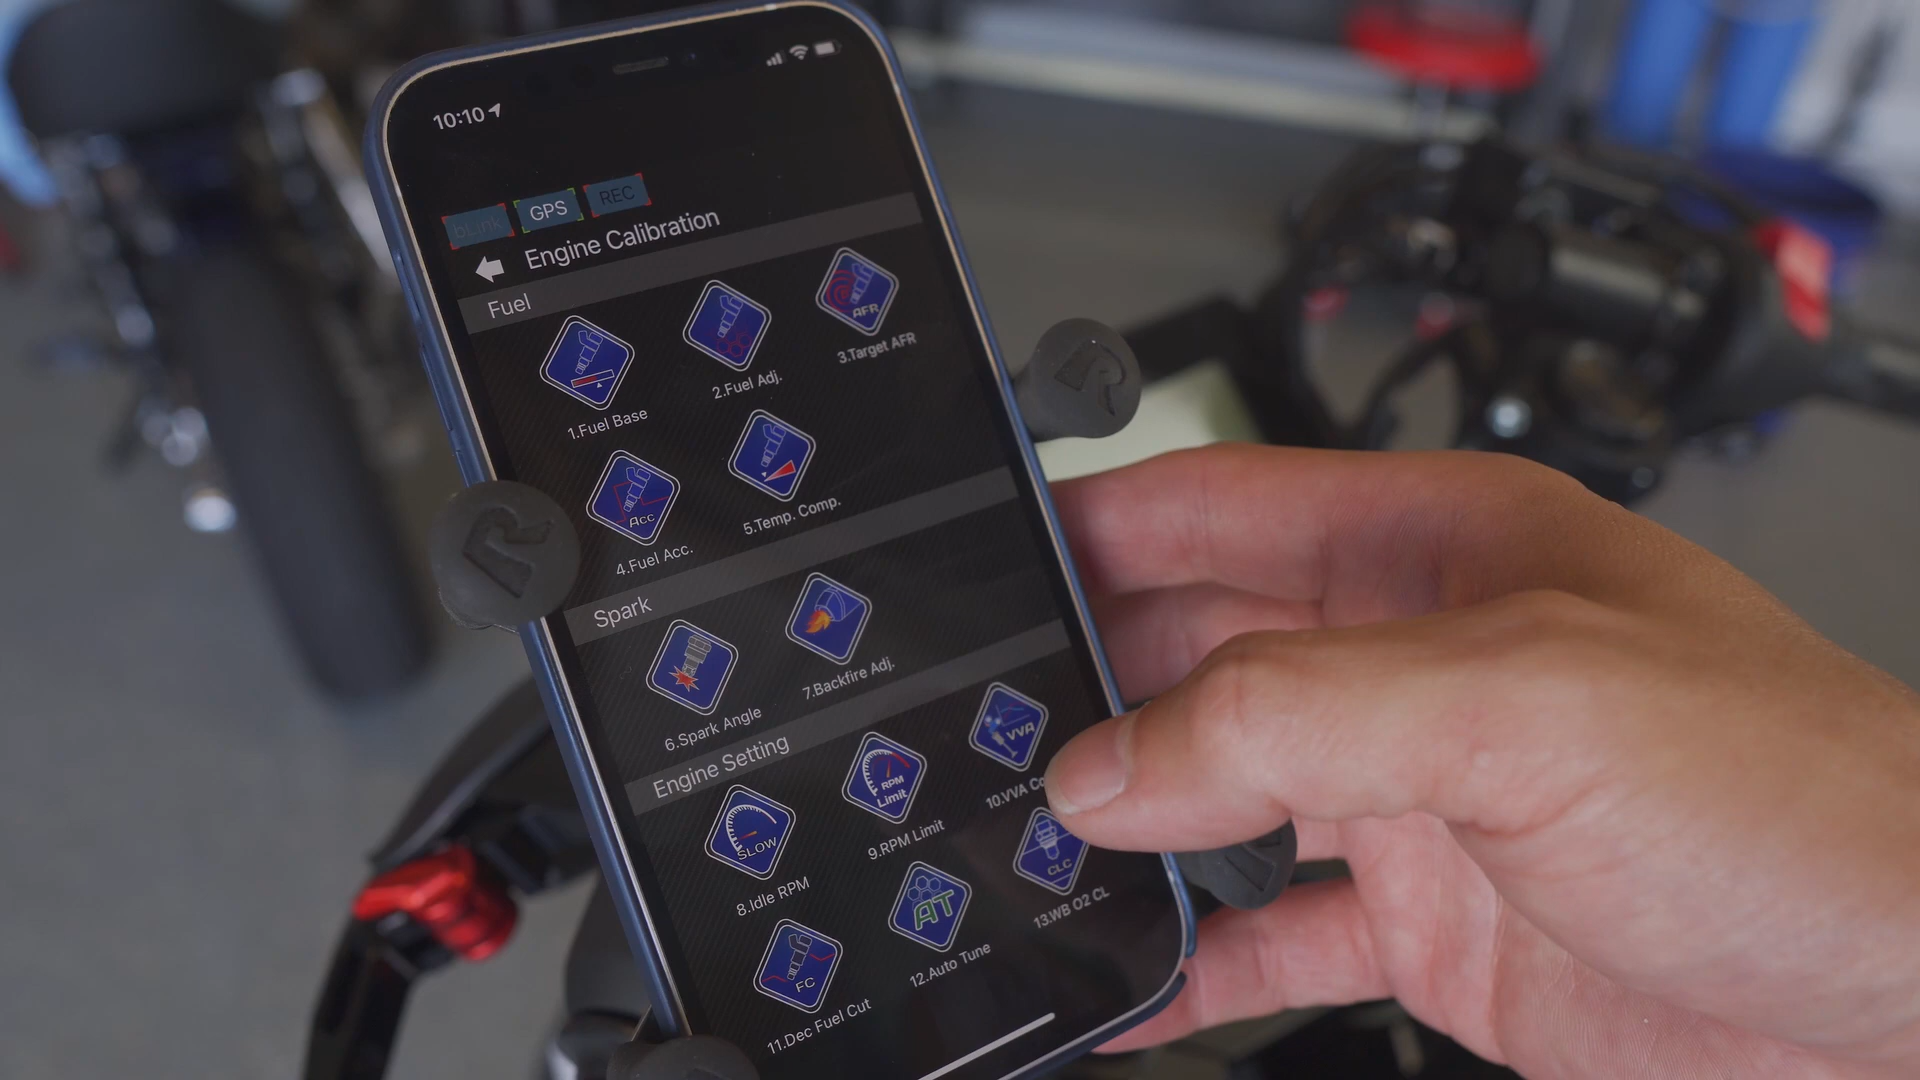 10:10
bLink GPS REC
Engine Calibration
Fuel
AFR
1.Fuel Base
2.Fuel Adj.
3.Target AFR
Acc
4.Fuel Acc.
5.Temp. Comp.
Spark
6.Spark Angle
7.Backfire Adj.
Engine Setting
SLOW
RPM
Limit
VVA
8.Idle RPM
9.RPM Limit
10.VVA
FC
AT
CLC
11.Dec Fuel Cut
12.Auto Tune
13.WB O2 CL
R
R
R